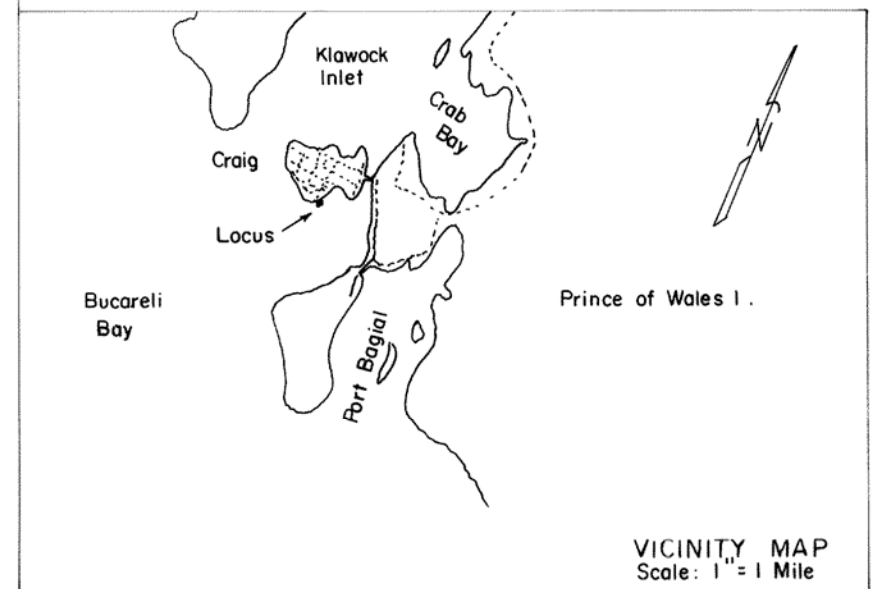 Klawock
Inlet
Crab
Bay
N
Craig
Locus
Bucareli
Bay
Prince of Wales I.
Port Bagial
VICINITY MAP
Scale: 1"= 1 Mile